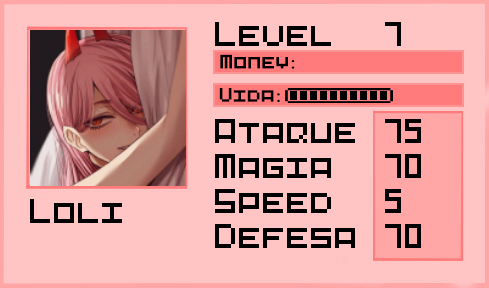 LEVEL 7
MONEY:
VIDA:
ATAQUE 75
MAGIA 70
SPEED 5
DEFESA 70
LOLI